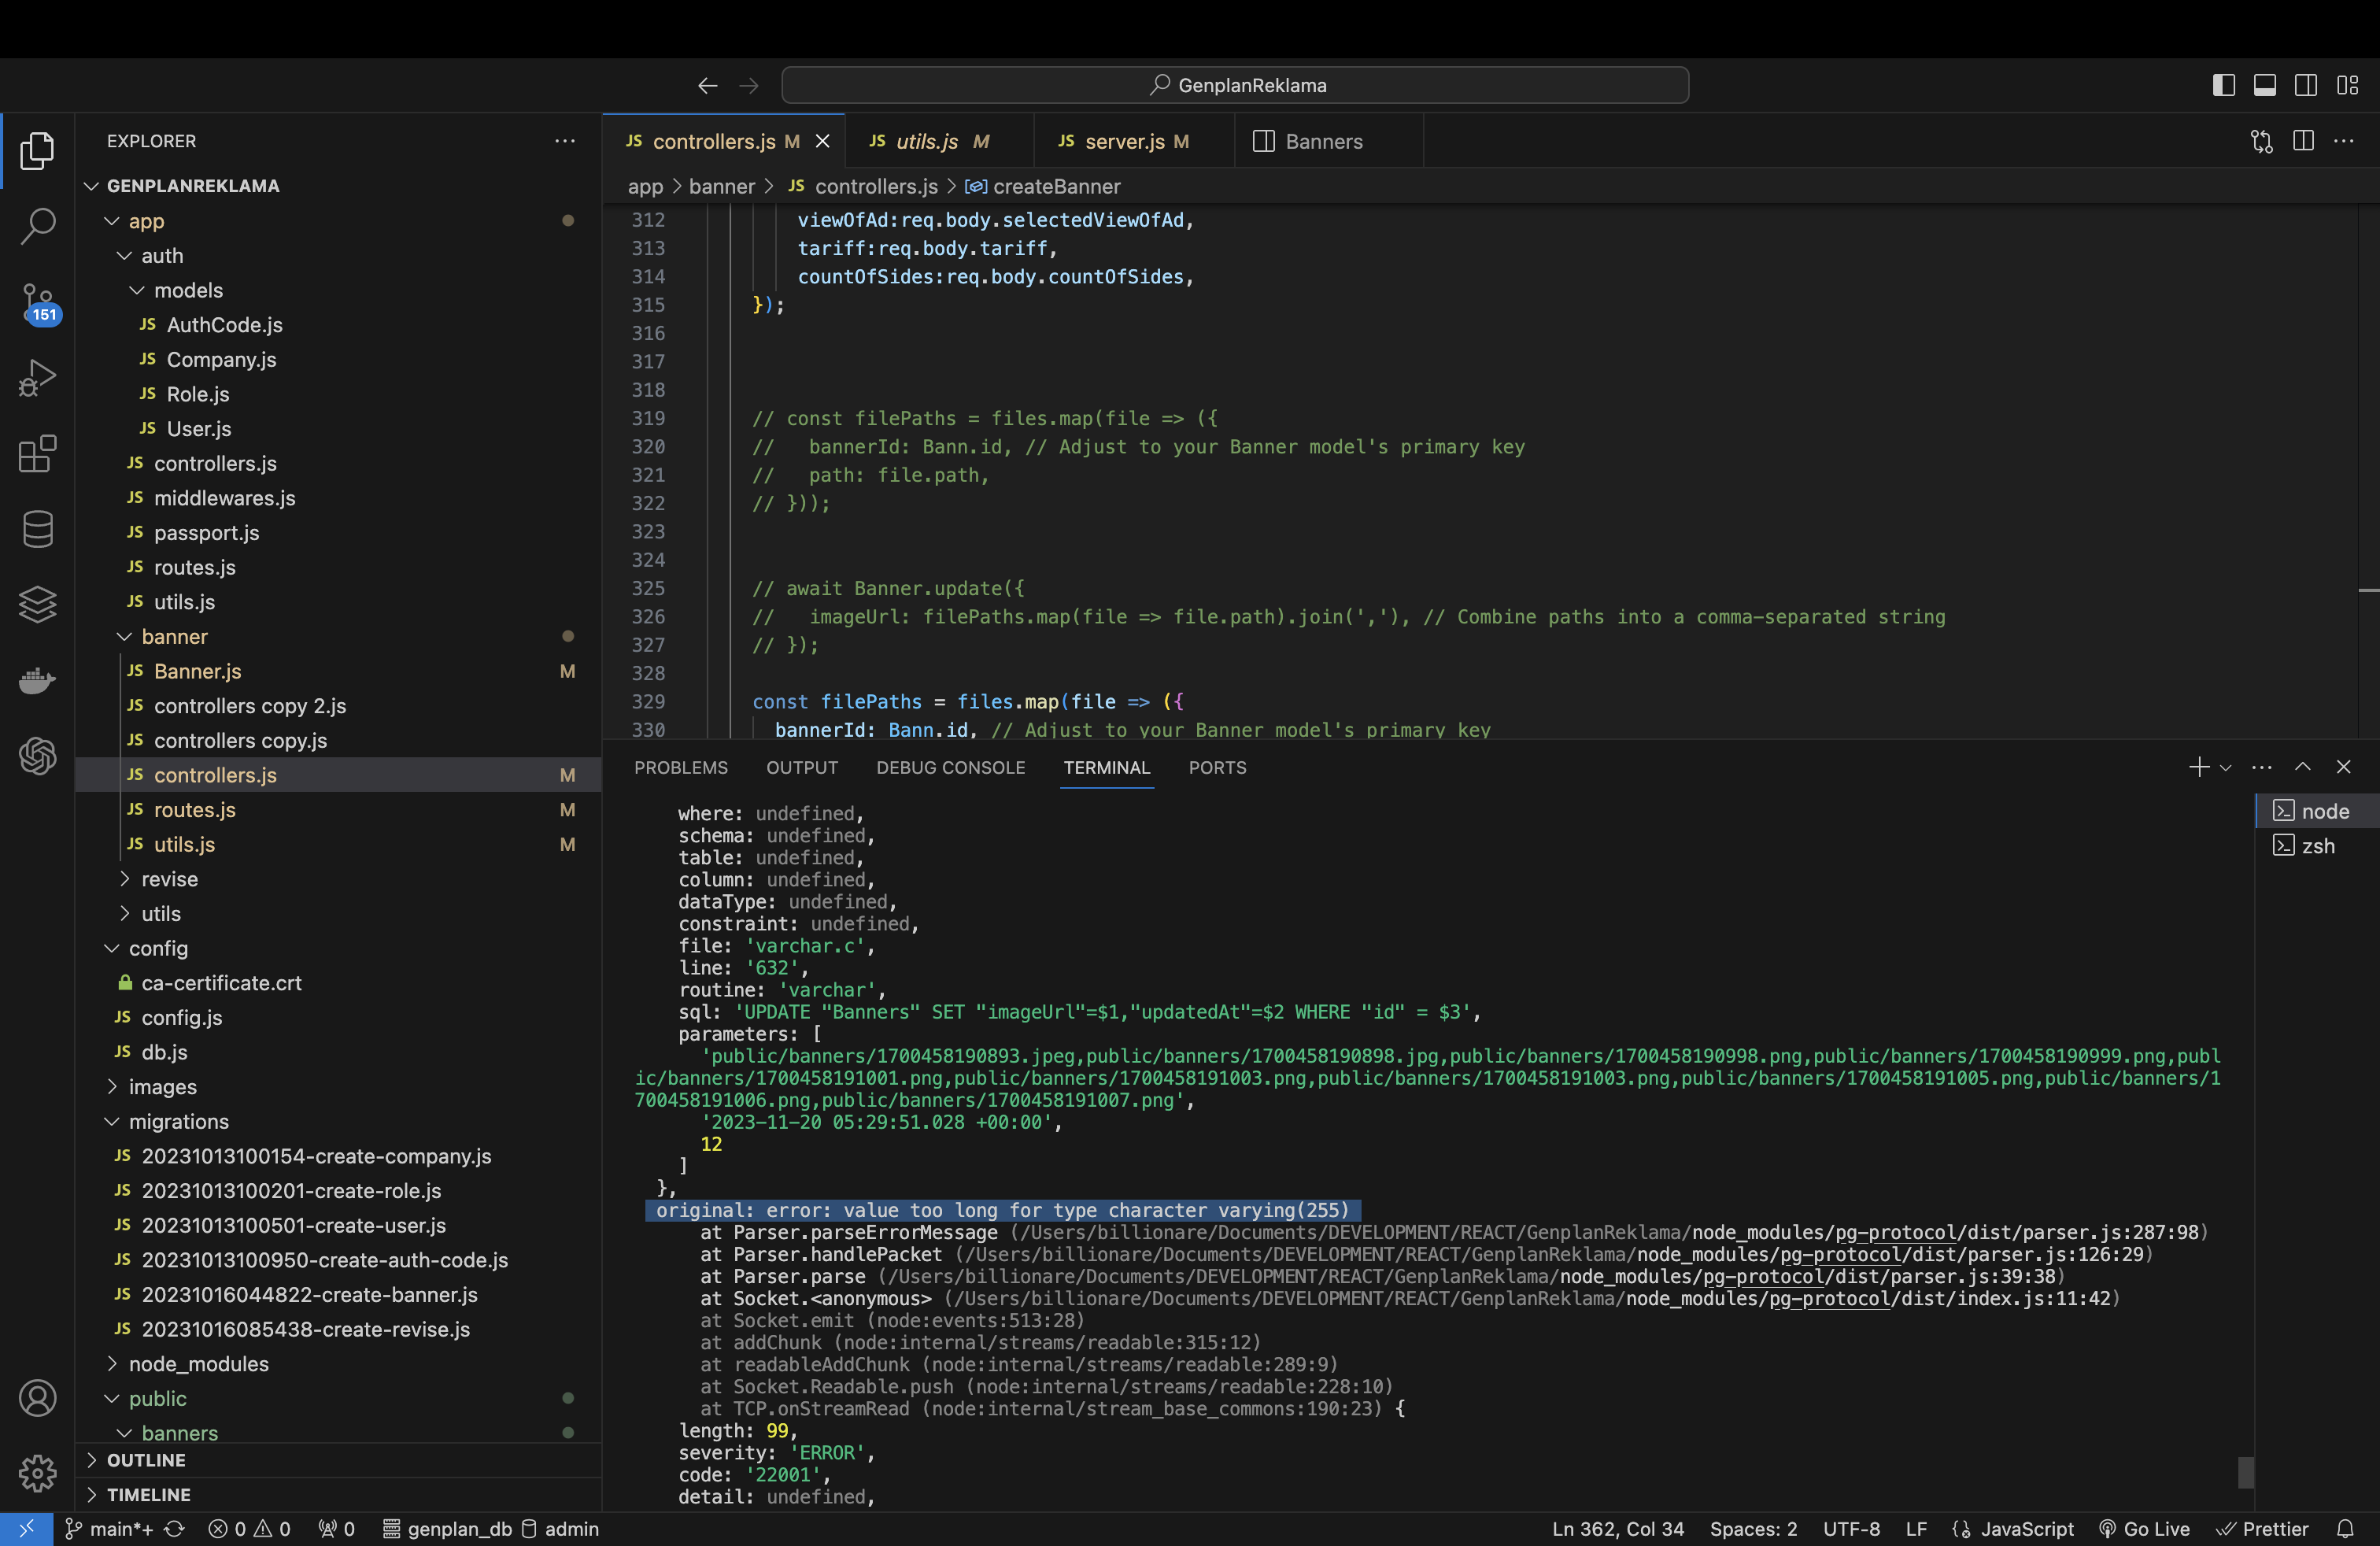 GenplanReklama
EXPLORER
GENPLANREKLAMA
app
auth
models
JS AuthCode.js
JS Company.js
JS Role.js
JS User.js
JS controllers.js
JS middlewares.js
JS passport.js
JS routes.js
JS utils.js
banner
JS Banner.js M
JS controllers copy 2.js
JS controllers copy.js
JS controllers.js M
JS routes.js M
JS utils.js M
revise
utils
config
ca-certificate.crt
JS config.js
JS db.js
images
migrations
JS 20231013100154-create-company.js
JS 20231013100201-create-role.js
JS 20231013100501-create-user.js
JS 20231013100950-create-auth-code.js
JS 20231016044822-create-banner.js
JS 20231016085438-create-revise.js
node_modules
public
banners
OUTLINE
TIMELINE
151
JS controllers.js M
JS utils.js M
JS server.js M
Banners
app > banner > JS controllers.js > createBanner
312 viewOfAd:req.body.selectedViewOfAd,
313 tariff:req.body.tariff,
314 countOfSides:req.body.countOfSides,
315 });
316
317
318
319 // const filePaths = files.map(file => ({
320 //   bannerId: Bann.id, // Adjust to your Banner model's primary key
321 //   path: file.path,
322 // }));
323
324
325 // await Banner.update({
326 //   imageUrl: filePaths.map(file => file.path).join(','), // Combine paths into a comma-separated string
327 // });
328
329 const filePaths = files.map(file => ({
330   bannerId: Bann.id, // Adjust to your Banner model's primary key
PROBLEMS OUTPUT DEBUG CONSOLE TERMINAL PORTS
node
zsh
where: undefined,
schema: undefined,
table: undefined,
column: undefined,
dataType: undefined,
constraint: undefined,
file: 'varchar.c',
line: '632',
routine: 'varchar',
sql: 'UPDATE "Banners" SET "imageUrl"=$1,"updatedAt"=$2 WHERE "id" = $3',
parameters: [
'public/banners/1700458190893.jpeg,public/banners/1700458190898.jpg,public/banners/1700458190998.png,public/banners/1700458190999.png,publ
ic/banners/1700458191001.png,public/banners/1700458191003.png,public/banners/1700458191003.png,public/banners/1700458191005.png,public/banners/1
700458191006.png,public/banners/1700458191007.png',
'2023-11-20 05:29:51.028 +00:00',
12
]
},
original: error: value too long for type character varying(255)
at Parser.parseErrorMessage (/Users/billionare/Documents/DEVELOPMENT/REACT/GenplanReklama/node_modules/pg-protocol/dist/parser.js:287:98)
at Parser.handlePacket (/Users/billionare/Documents/DEVELOPMENT/REACT/GenplanReklama/node_modules/pg-protocol/dist/parser.js:126:29)
at Parser.parse (/Users/billionare/Documents/DEVELOPMENT/REACT/GenplanReklama/node_modules/pg-protocol/dist/parser.js:39:38)
at Socket.<anonymous> (/Users/billionare/Documents/DEVELOPMENT/REACT/GenplanReklama/node_modules/pg-protocol/dist/index.js:11:42)
at Socket.emit (node:events:513:28)
at addChunk (node:internal/streams/readable:315:12)
at readableAddChunk (node:internal/streams/readable:289:9)
at Socket.Readable.push (node:internal/streams/readable:228:10)
at TCP.onStreamRead (node:internal/stream_base_commons:190:23) {
length: 99,
severity: 'ERROR',
code: '22001',
detail: undefined,
main*+ 0 0 0 genplan_db admin Ln 362, Col 34 Spaces: 2 UTF-8 LF JavaScript Go Live Prettier